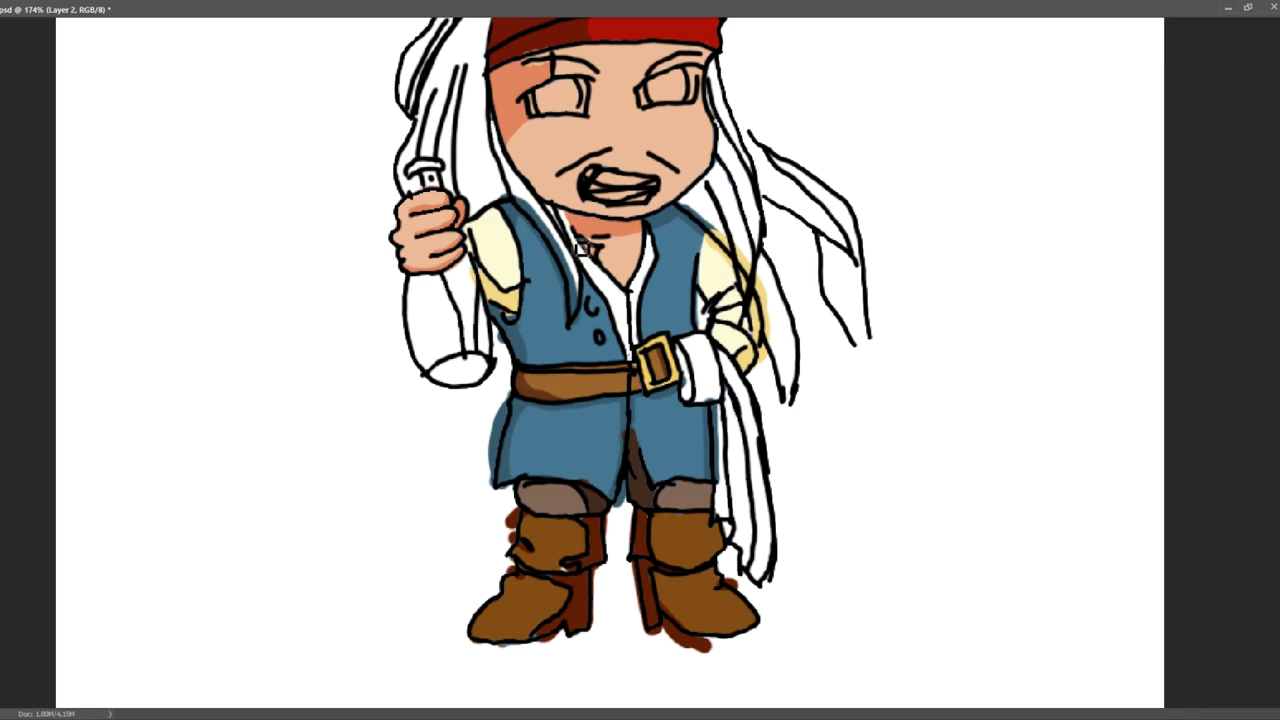 psd @ 174% (Layer 2, RGB/8) *
Doc: 1,80M/4,15M